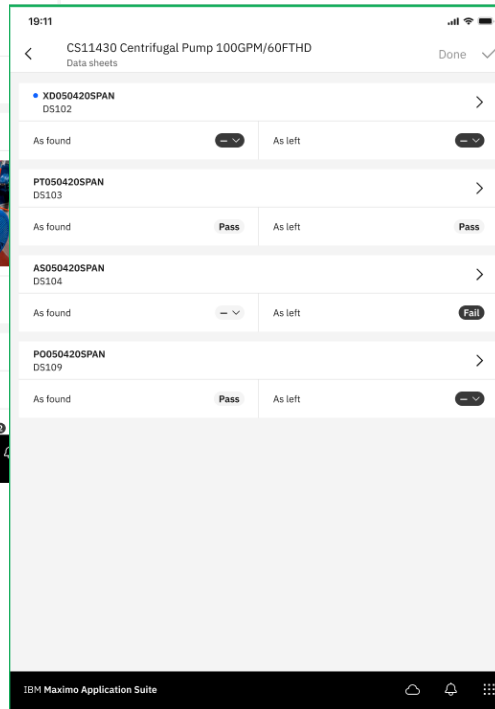 19:11
CS11430 Centrifugal Pump 100GPM/60FTHD
Data sheets
Done
XD050420SPAN
DS102
As found – As left –
PT050420SPAN
DS103
As found Pass As left Pass
AS050420SPAN
DS104
As found – As left Fail
PO050420SPAN
DS109
As found Pass As left –
IBM Maximo Application Suite